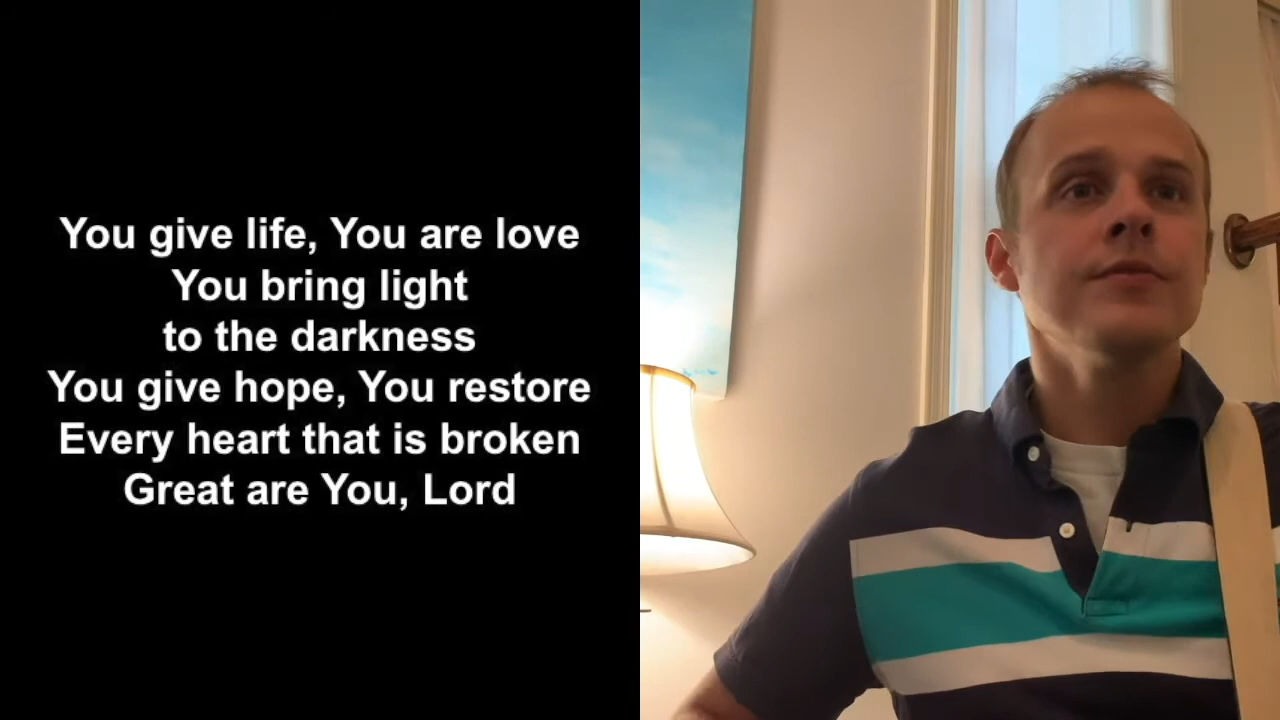 You give life, You are love
You bring light
to the darkness
You give hope, You restore
Every heart that is broken
Great are You, Lord